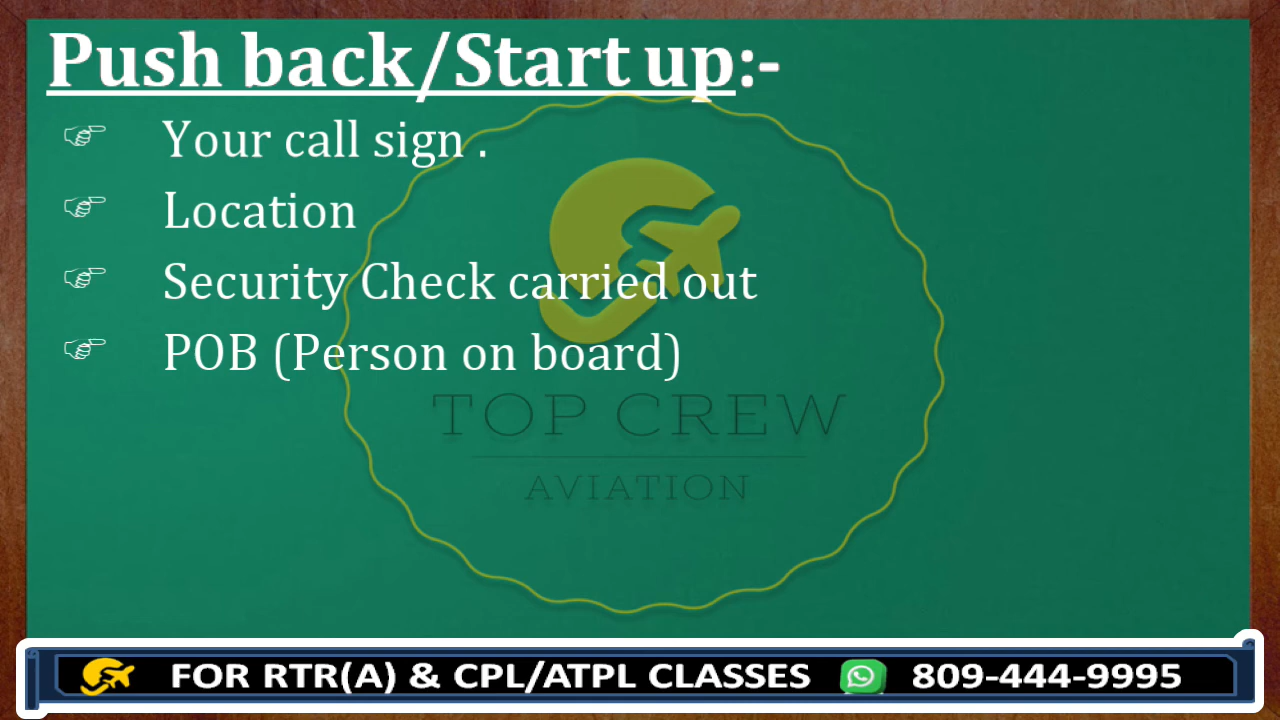 Push back/Start up:-
☞ Your call sign .
☞ Location
☞ Security Check carried out
☞ POB (Person on board)
TOP CREW
AVIATION
FOR RTR(A) & CPL/ATPL CLASSES 809-444-9995